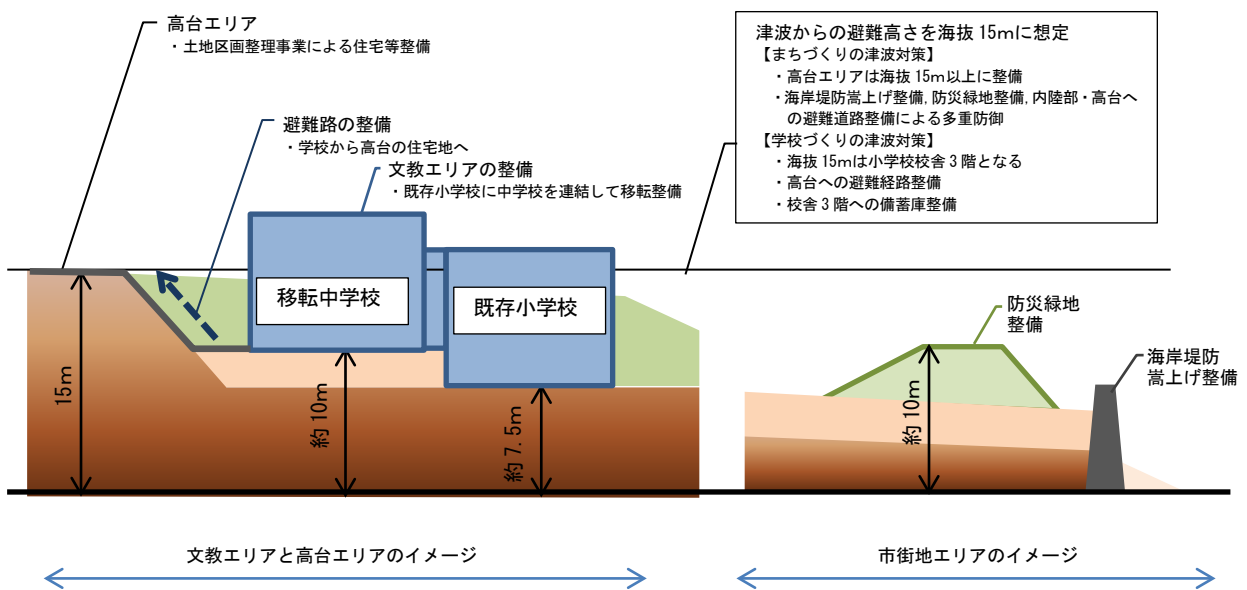 高台エリア
・土地区画整理事業による住宅等整備
避難路の整備
・学校から高台の住宅地へ
文教エリアの整備
・既存小学校に中学校を連結して移転整備
津波からの避難高さを海抜 15mに想定
【まちづくりの津波対策】
・高台エリアは海抜 15m以上に整備
・海岸堤防嵩上げ整備, 防災緑地整備, 内陸部・高台へ
の避難道路整備による多重防御
【学校づくりの津波対策】
・海抜 15mは小学校校舎 3 階となる
・高台への避難経路整備
・校舎 3 階への備蓄庫整備
移転中学校
既存小学校
15m
約 10m
約 7.5m
防災緑地
整備
海岸堤防
嵩上げ整備
約 10m
文教エリアと高台エリアのイメージ
市街地エリアのイメージ